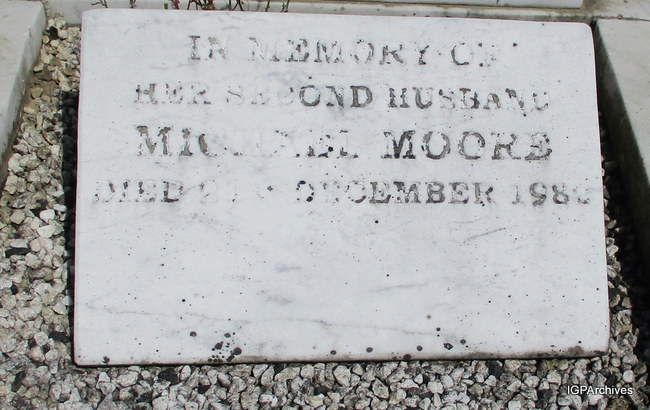 IN MEMORY OF
HER SECOND HUSBAND
MICHAEL MOORE
DIED DECEMBER
IGPArchives